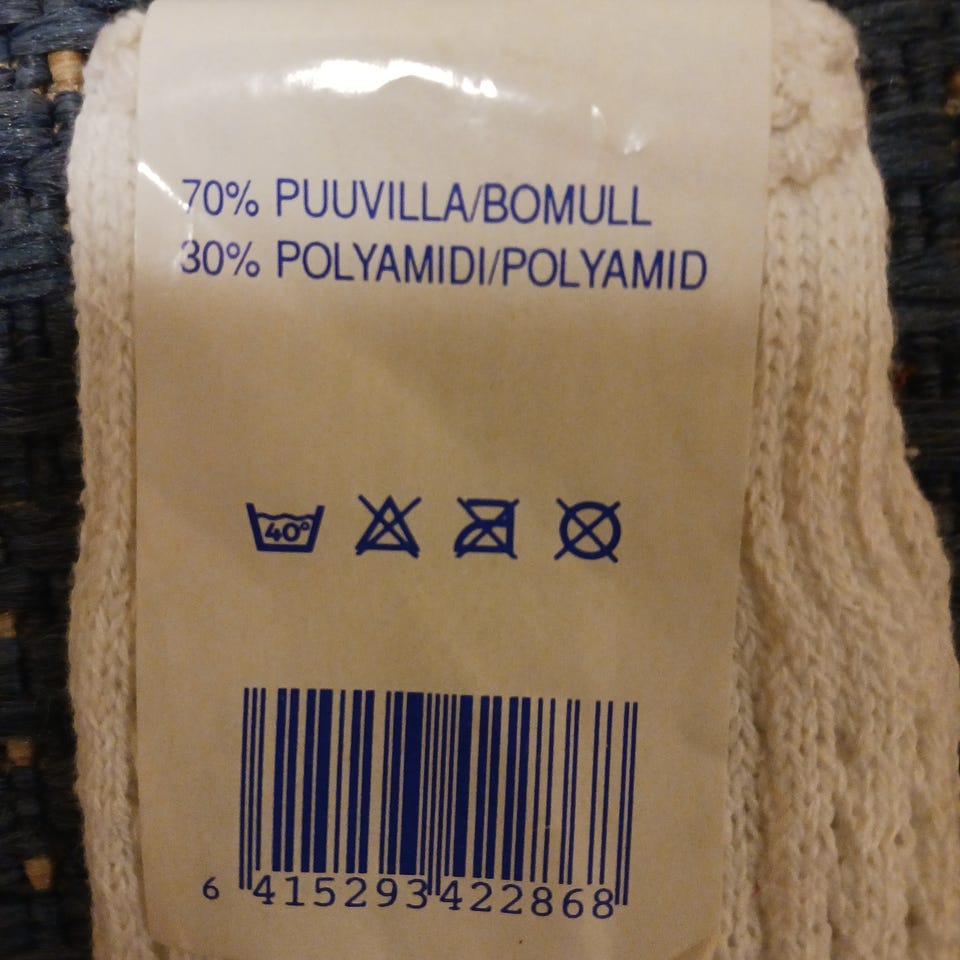 70% PUUVILLA/BOMULL
30% POLYAMIDI/POLYAMID
40°
6 415293 422868